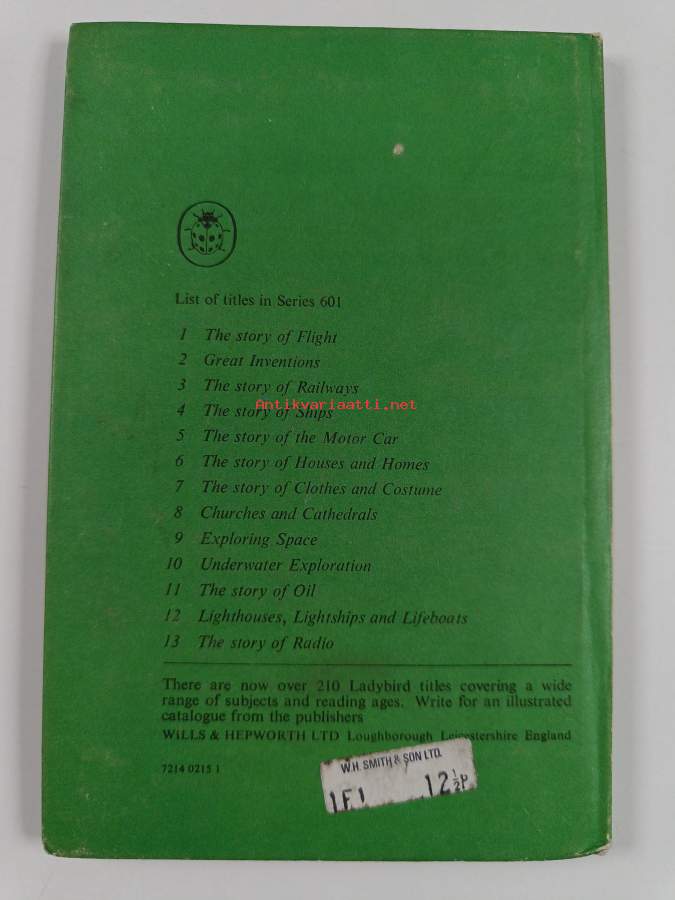 List of titles in Series 601
1 The story of Flight
2 Great Inventions
3 The story of Railways
Antikvariaatti.net
4 The story of Ships
5 The story of the Motor Car
6 The story of Houses and Homes
7 The story of Clothes and Costume
8 Churches and Cathedrals
9 Exploring Space
10 Underwater Exploration
11 The story of Oil
12 Lighthouses, Lightships and Lifeboats
13 The story of Radio
There are now over 210 Ladybird titles covering a wide
range of subjects and reading ages. Write for an illustrated
catalogue from the publishers
WILLS & HEPWORTH LTD Loughborough Leicestershire England
7214 0215 1
W.H. SMITH & SON LTD.
1F1 12½P